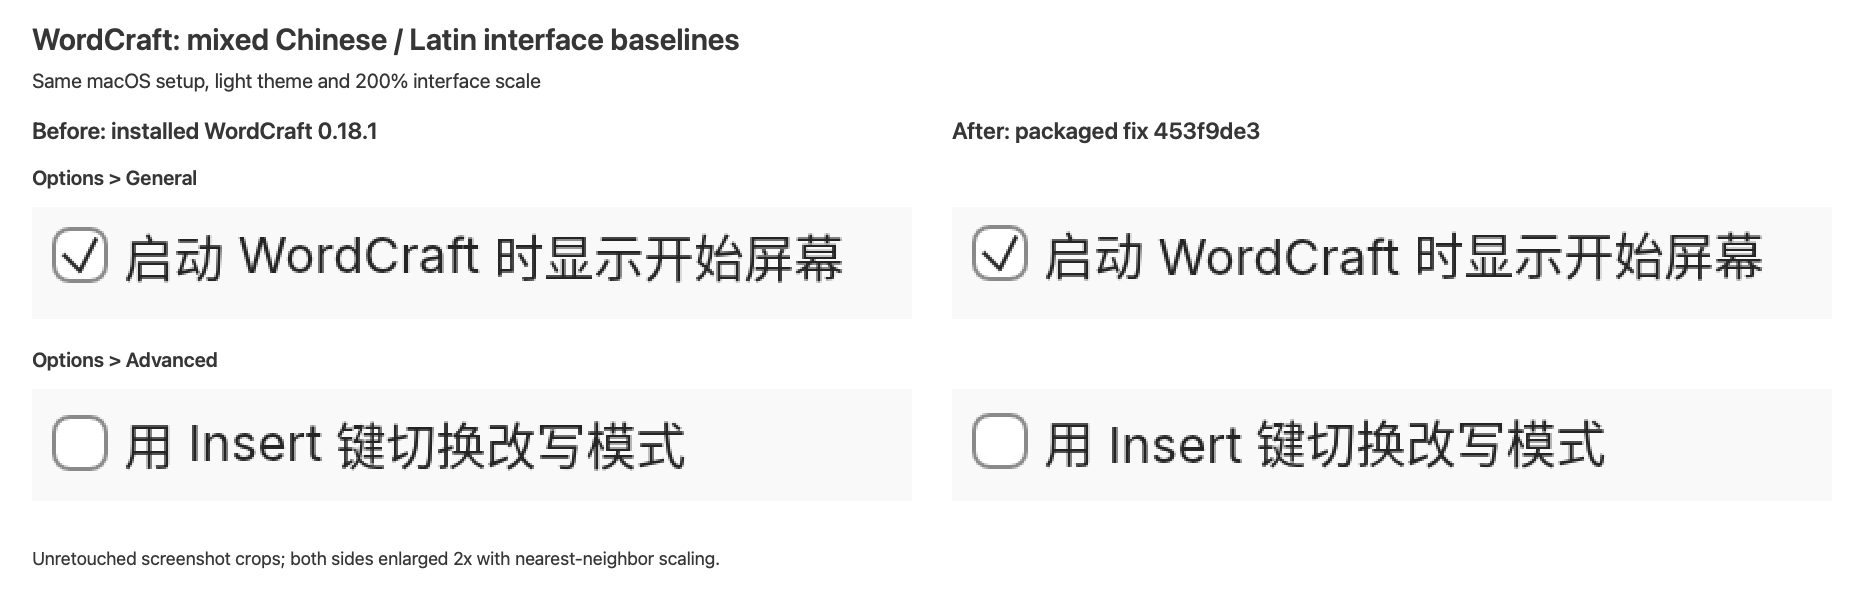 WordCraft: mixed Chinese / Latin interface baselines
Same macOS setup, light theme and 200% interface scale
Before: installed WordCraft 0.18.1
After: packaged fix 453f9de3
Options > General
启动 WordCraft 时显示开始屏幕
启动 WordCraft 时显示开始屏幕
Options > Advanced
用 Insert 键切换改写模式
用 Insert 键切换改写模式
Unretouched screenshot crops; both sides enlarged 2x with nearest-neighbor scaling.